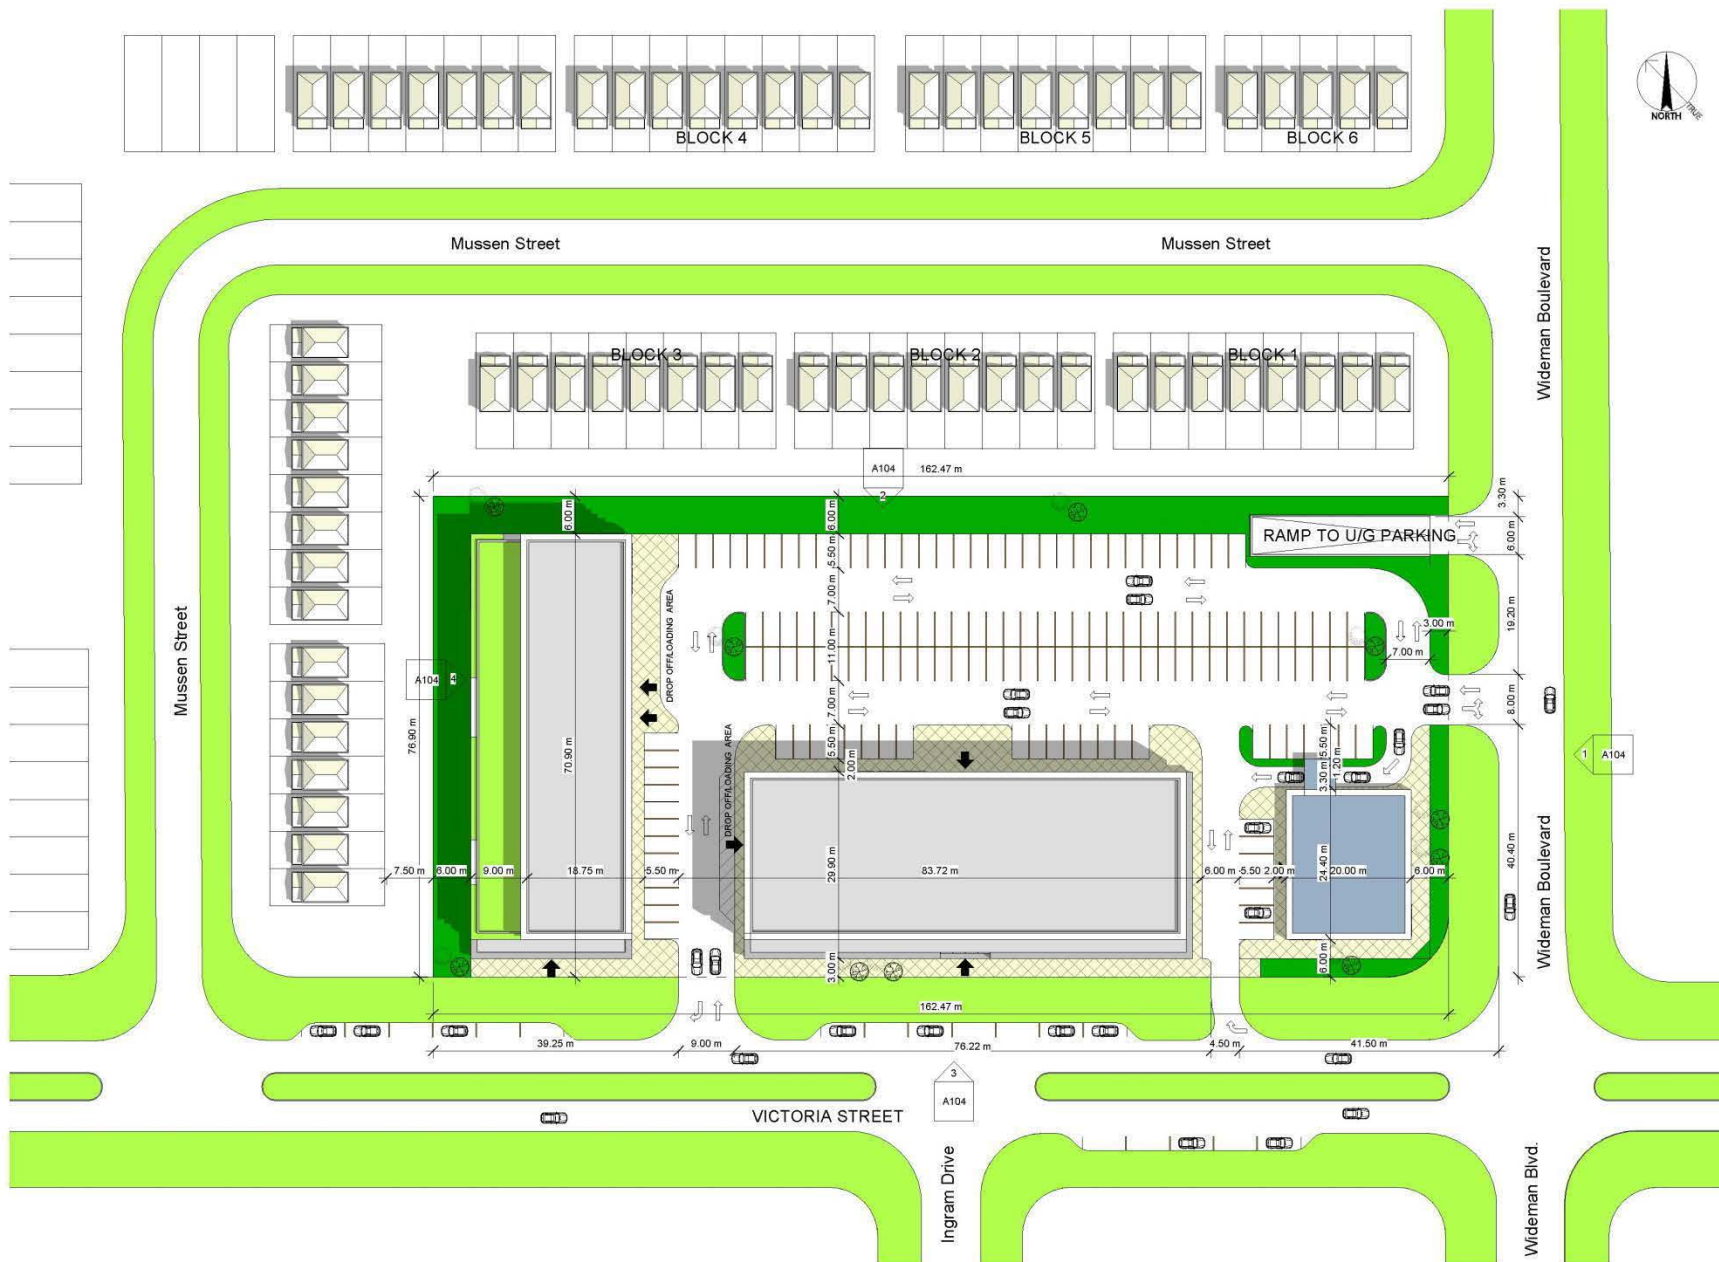 BLOCK 4
BLOCK 5
BLOCK 6
NORTH
TRUE
Mussen Street
Mussen Street
Wideman Boulevard
BLOCK 3
BLOCK 2
BLOCK 1
A104
2
162.47 m
3.30 m
6.00 m
6.00 m
RAMP TO U/G PARKING
6.00 m
5.50 m
7.00 m
DROP OFF/LOADING AREA
19.20 m
3.00 m
11.00 m
7.00 m
Mussen Street
A104
4
7.00 m
8.00 m
76.90 m
70.90 m
DROP OFF/LOADING AREA
5.50 m
2.00 m
5.50 m
1.20 m
3.30 m
1
A104
29.90 m
24.40 m
40.40 m
7.50 m
6.00 m
9.00 m
18.75 m
5.50 m
83.72 m
6.00 m
5.50
2.00 m
20.00 m
6.00 m
Wideman Boulevard
3.00 m
6.00 m
162.47 m
39.25 m
9.00 m
76.22 m
4.50 m
41.50 m
3
A104
VICTORIA STREET
Ingram Drive
Wideman Blvd.